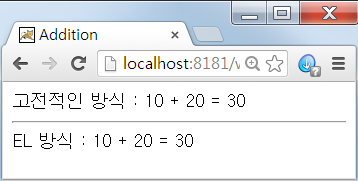 Addition
localhost:8181/
고전적인 방식 : 10 + 20 = 30
EL 방식 : 10 + 20 = 30